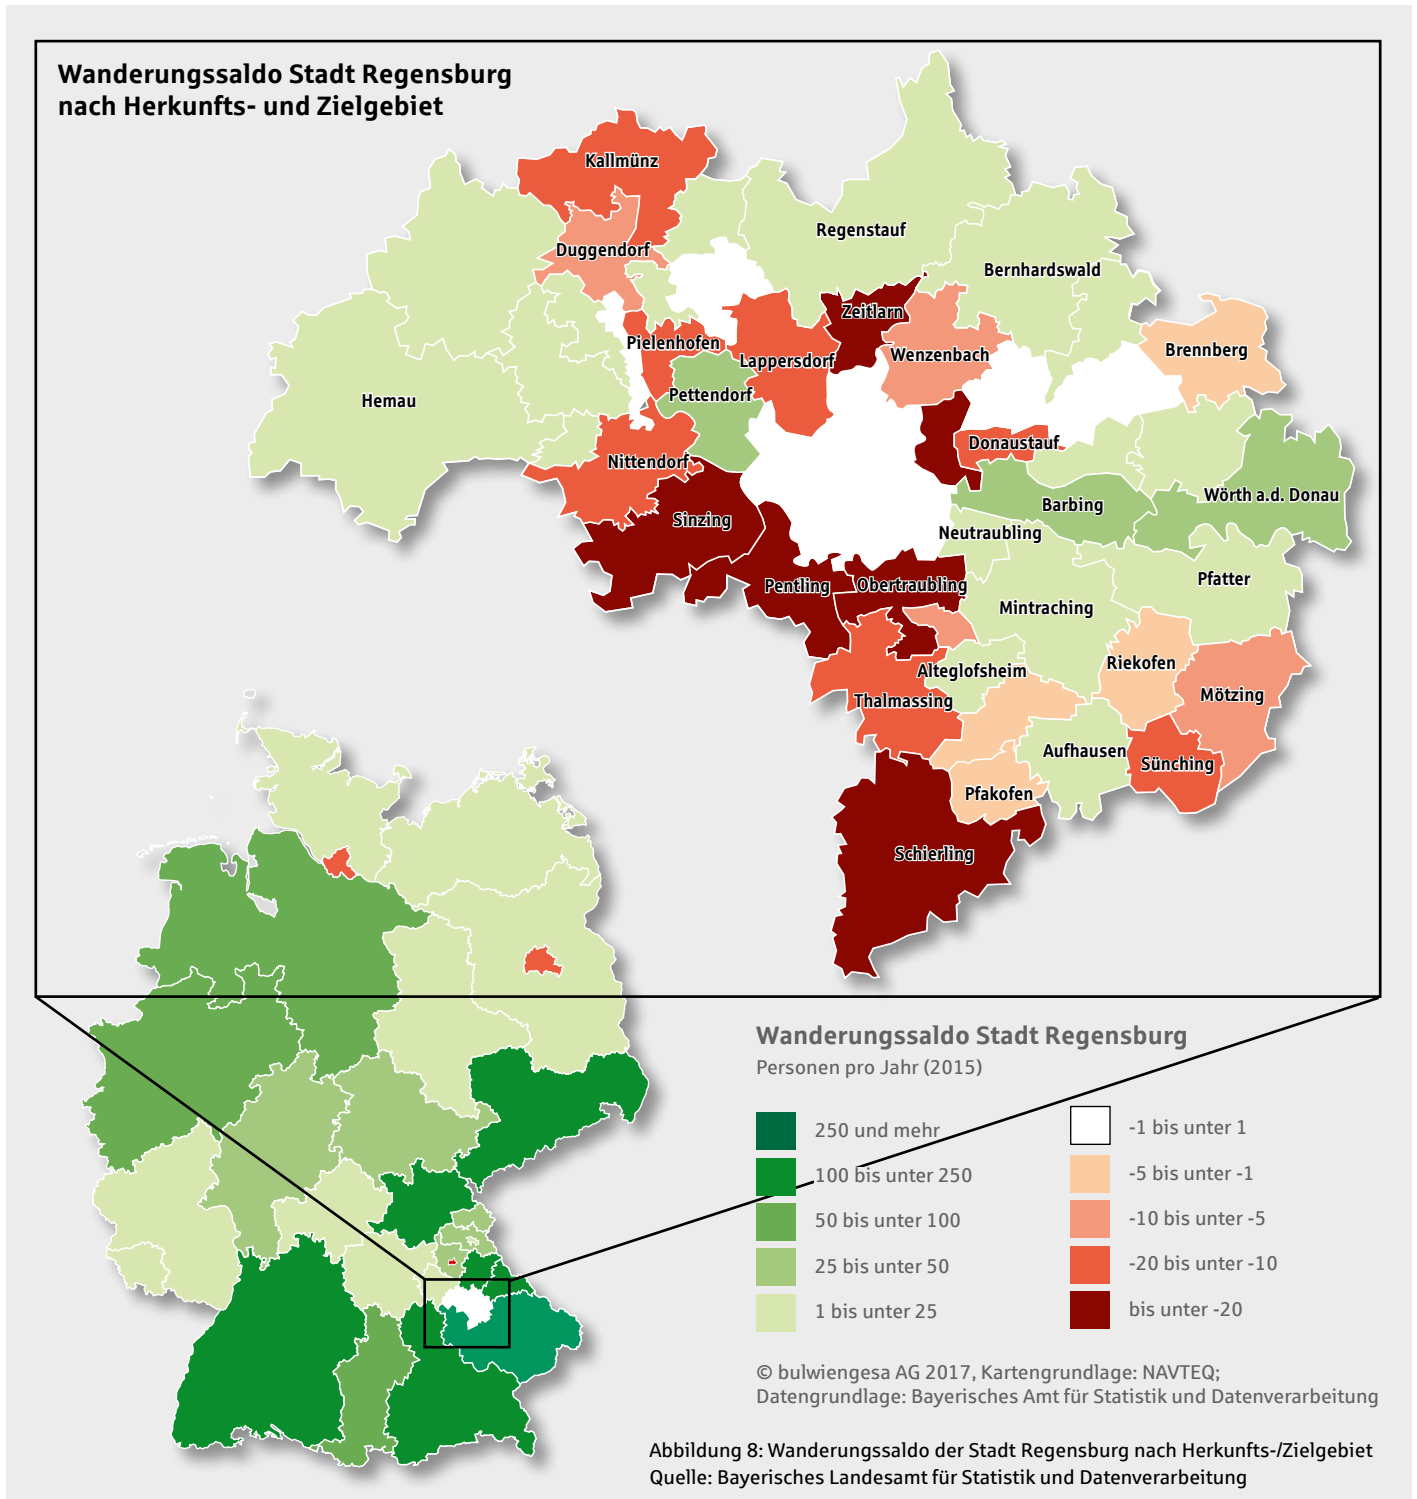 Wanderungssaldo Stadt Regensburg
nach Herkunfts- und Zielgebiet
Kallmünz
Regenstauf
Duggendorf
Bernhardswald
Zeitlarn
Pielenhofen
Brennberg
Wenzenbach
Lappersdorf
Pettendorf
Hemau
Donaustauf
Nittendorf
Wörth a.d. Donau
Barbing
Sinzing
Neutraubling
Pfatter
Pentling
Obertraubling
Mintraching
Riekofen
Alteglofsheim
Mötzing
Thalmassing
Aufhausen
Sünching
Pfakofen
Schierling
Wanderungssaldo Stadt Regensburg
Personen pro Jahr (2015)
250 und mehr
100 bis unter 250
50 bis unter 100
25 bis unter 50
1 bis unter 25
-1 bis unter 1
-5 bis unter -1
-10 bis unter -5
-20 bis unter -10
bis unter -20
© bulwiengesa AG 2017, Kartengrundlage: NAVTEQ;
Datengrundlage: Bayerisches Amt für Statistik und Datenverarbeitung
Abbildung 8: Wanderungssaldo der Stadt Regensburg nach Herkunfts-/Zielgebiet
Quelle: Bayerisches Landesamt für Statistik und Datenverarbeitung